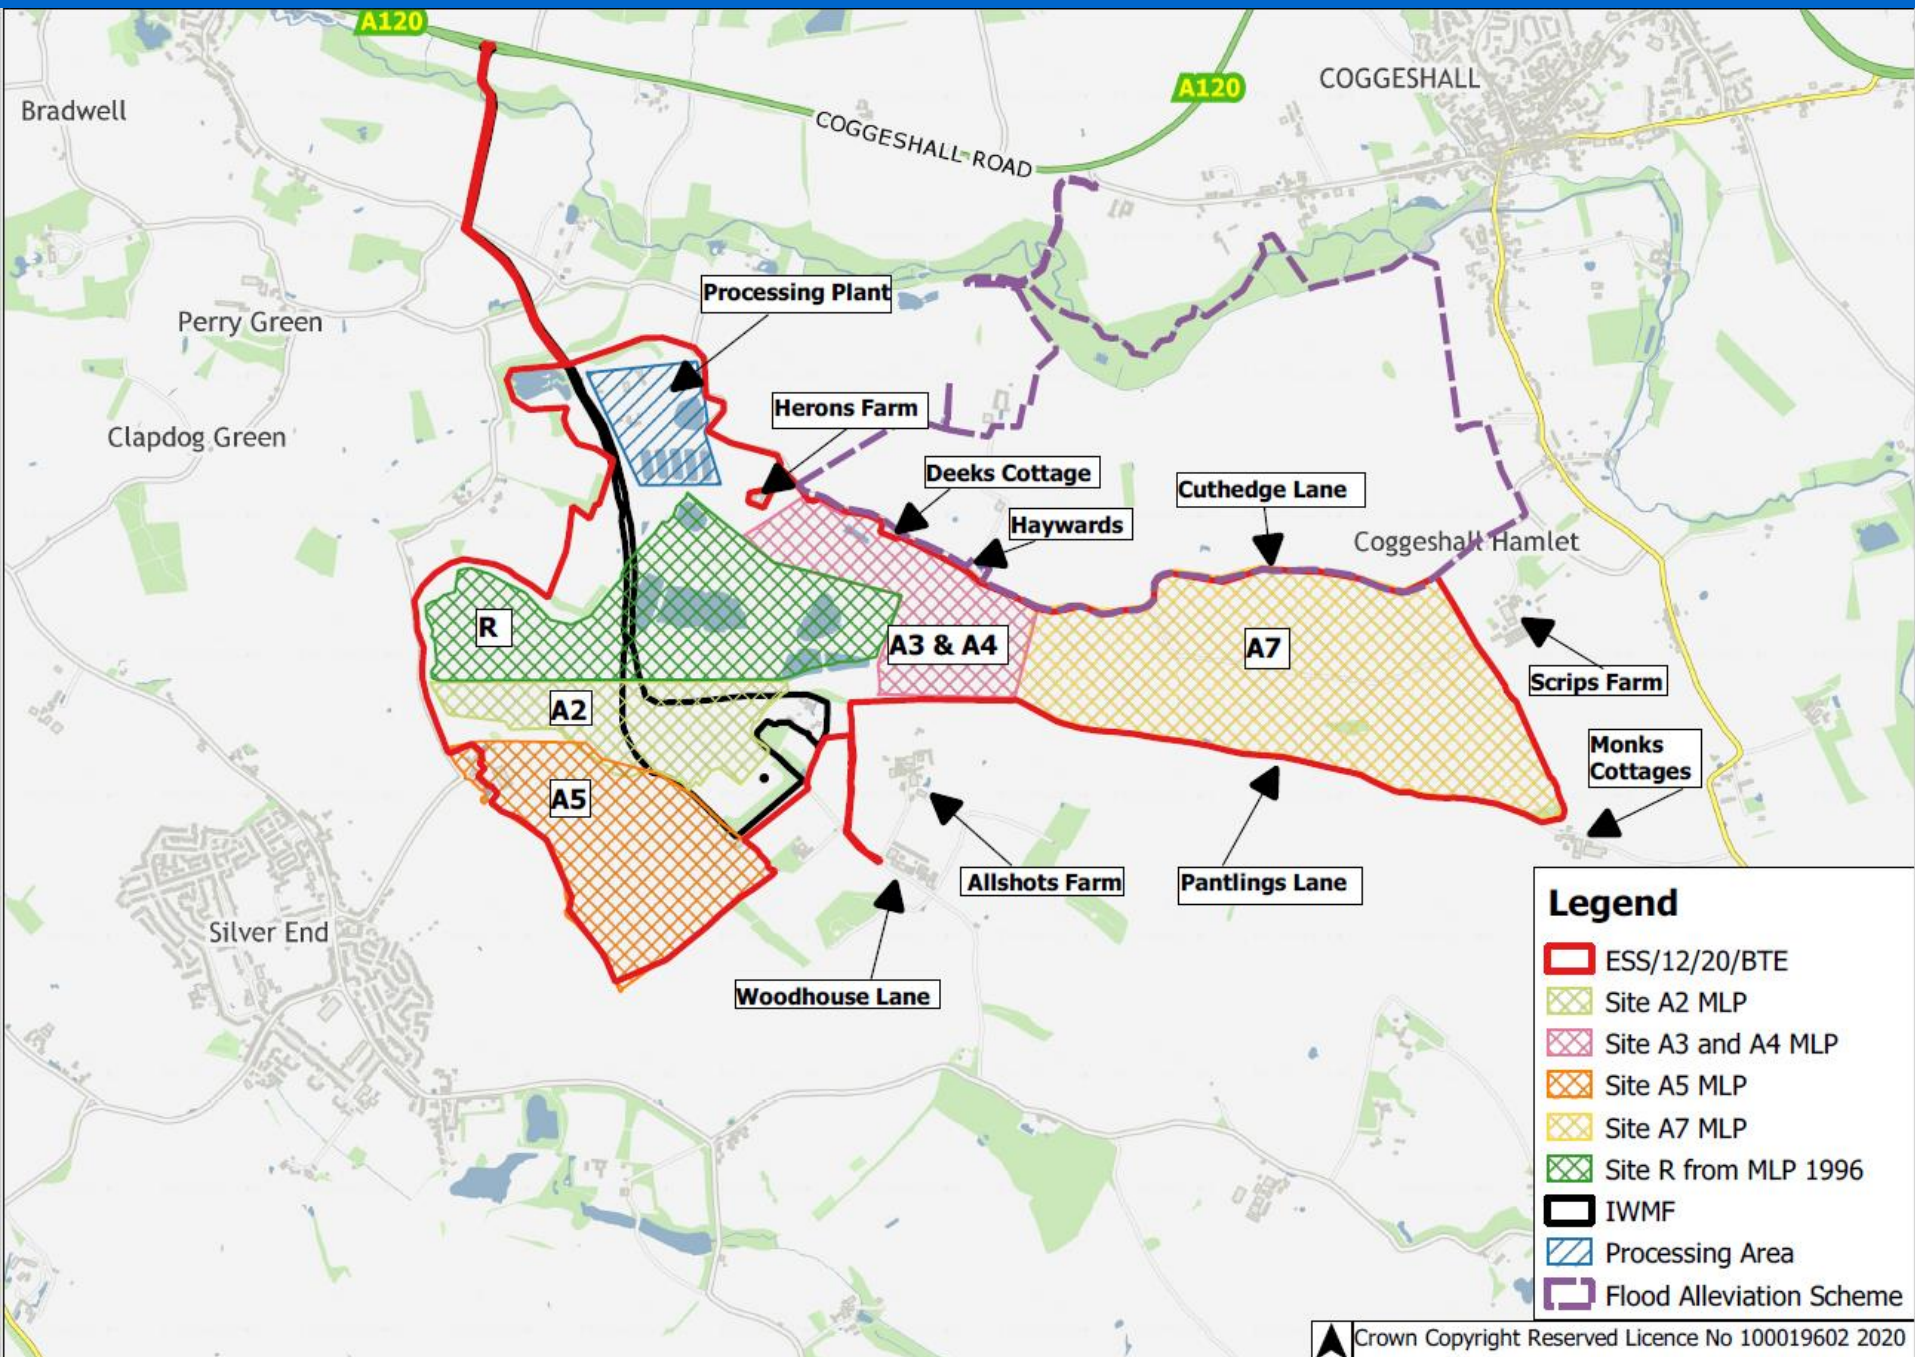 A120
COGGESHALL
A120
Bradwell
COGGESHALL ROAD
Processing Plant
Perry Green
Herons Farm
Clapdog Green
Deeks Cottage
Cuthedge Lane
Haywards
Coggeshall Hamlet
R
A3 & A4
A7
Scrips Farm
A2
Monks
Cottages
A5
Allshots Farm
Pantlings Lane
Silver End
Woodhouse Lane
Legend
ESS/12/20/BTE
Site A2 MLP
Site A3 and A4 MLP
Site A5 MLP
Site A7 MLP
Site R from MLP 1996
IWMF
Processing Area
Flood Alleviation Scheme
Crown Copyright Reserved Licence No 100019602 2020